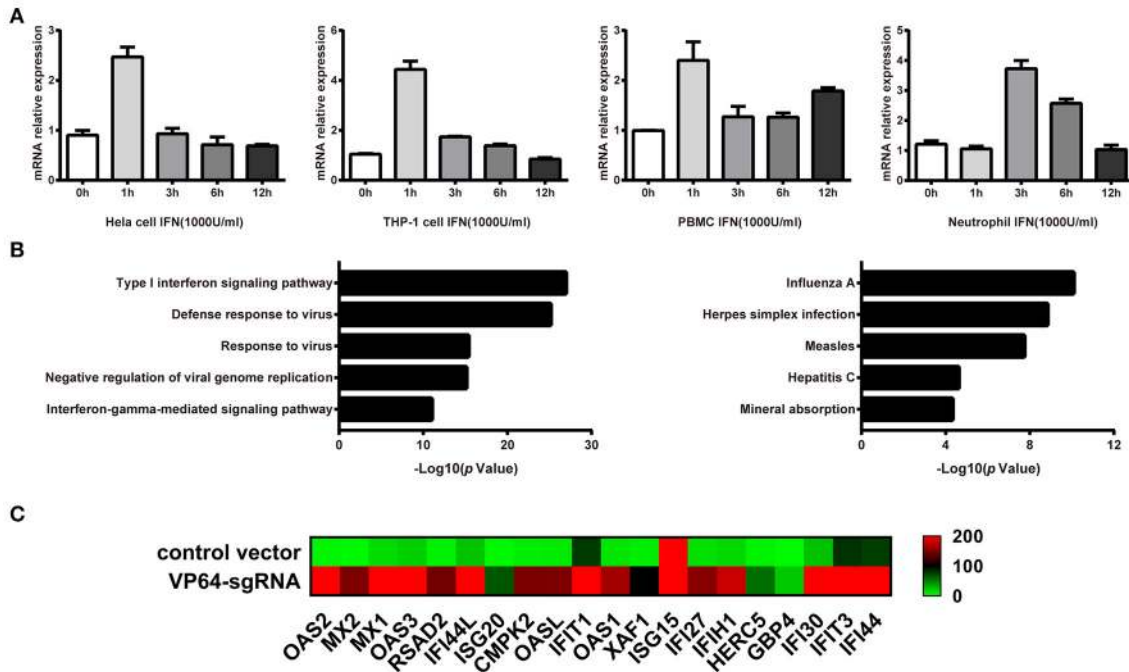 A
mRNA relative expression
3
2
1
0
0h 1h 3h 6h 12h
Hela cell IFN(1000U/ml)
mRNA relative expression
6
4
2
0
0h 1h 3h 6h 12h
THP-1 cell IFN(1000U/ml)
mRNA relative expression
3
2
1
0
0h 1h 3h 6h 12h
PBMC IFN(1000U/ml)
mRNA relative expression
5
4
3
2
1
0
0h 1h 3h 6h 12h
Neutrophil IFN(1000U/ml)
B
Type I interferon signaling pathway
Defense response to virus
Response to virus
Negative regulation of viral genome replication
Interferon-gamma-mediated signaling pathway
0 10 20 30
-Log10(p Value)
Influenza A
Herpes simplex infection
Measles
Hepatitis C
Mineral absorption
0 4 8 12
-Log10(p Value)
C
control vector
VP64-sgRNA
OAS2
MX2
MX1
OAS3
RSAD2
IFI44L
ISG20
CMPK2
OASL
IFIT1
OAS1
XAF1
ISG15
IFI27
IFIH1
HERC5
GBP4
IFI30
IFIT3
IFI44
200
100
0